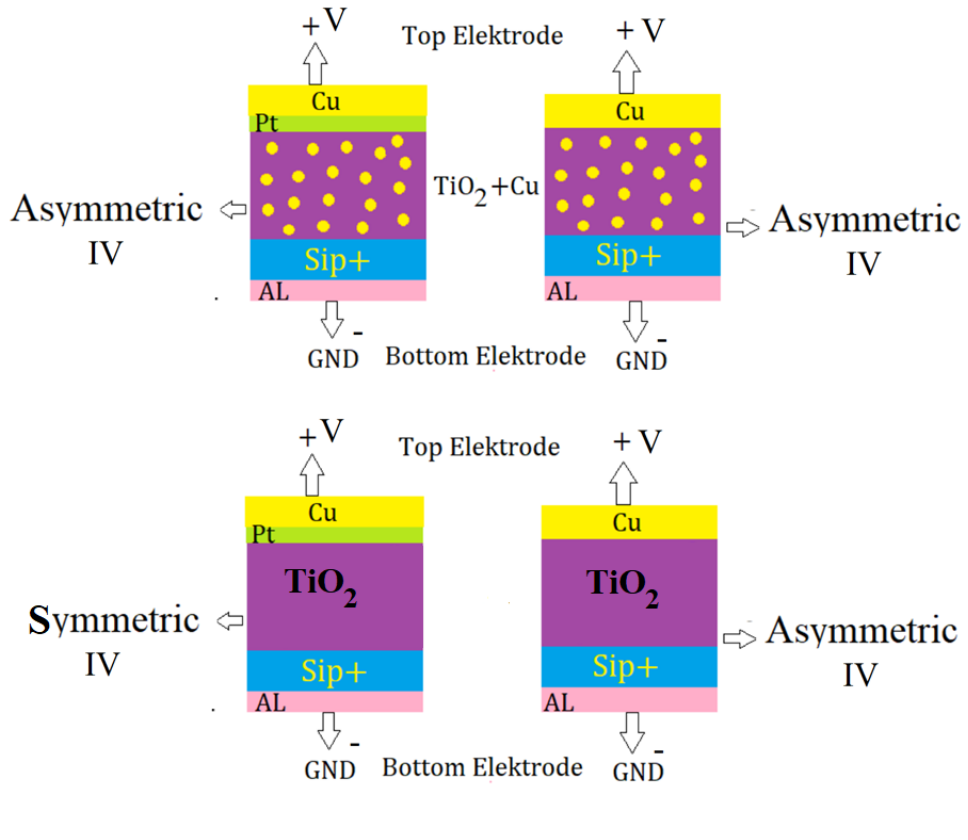 +V
Top Elektrode
+ V
Cu
Pt
Cu
TiO2+Cu
Asymmetric
IV
Asymmetric
IV
Sip+
Sip+
AL
AL
-
-
GND
Bottom Elektrode
GND
+V
Top Elektrode
+ V
Cu
Pt
Cu
TiO2
TiO2
Symmetric
IV
Asymmetric
IV
Sip+
Sip+
AL
AL
-
-
GND
Bottom Elektrode
GND